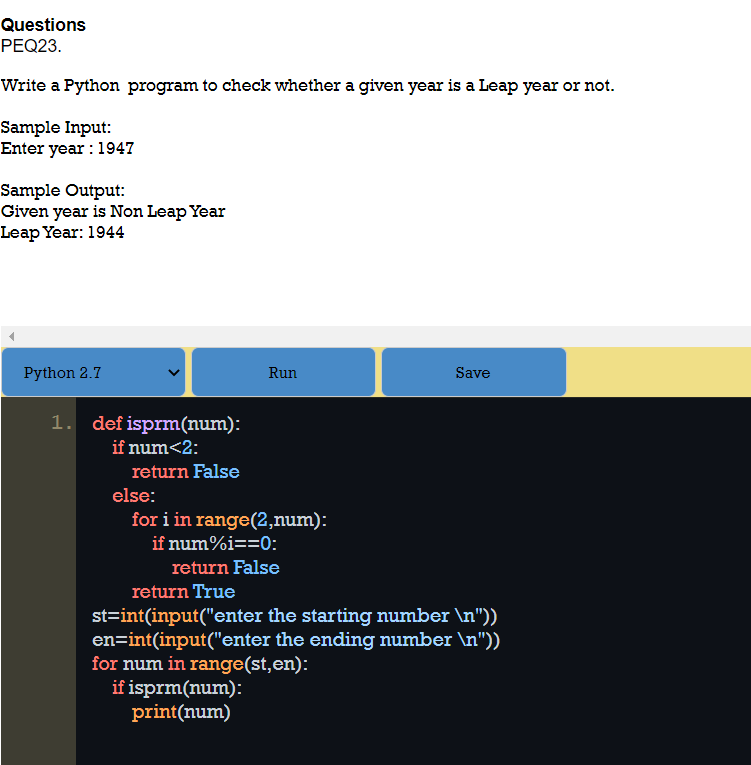 Questions
PEQ23.
Write a Python  program to check whether a given year is a Leap year or not.
Sample Input:
Enter year : 1947
Sample Output:
Given year is Non Leap Year
Leap Year: 1944
Python 2.7 Run Save
1. def isprm(num):
    if num<2:
        return False
    else:
        for i in range(2,num):
            if num%i==0:
                return False
        return True
st=int(input("enter the starting number \n"))
en=int(input("enter the ending number \n"))
for num in range(st,en):
    if isprm(num):
        print(num)